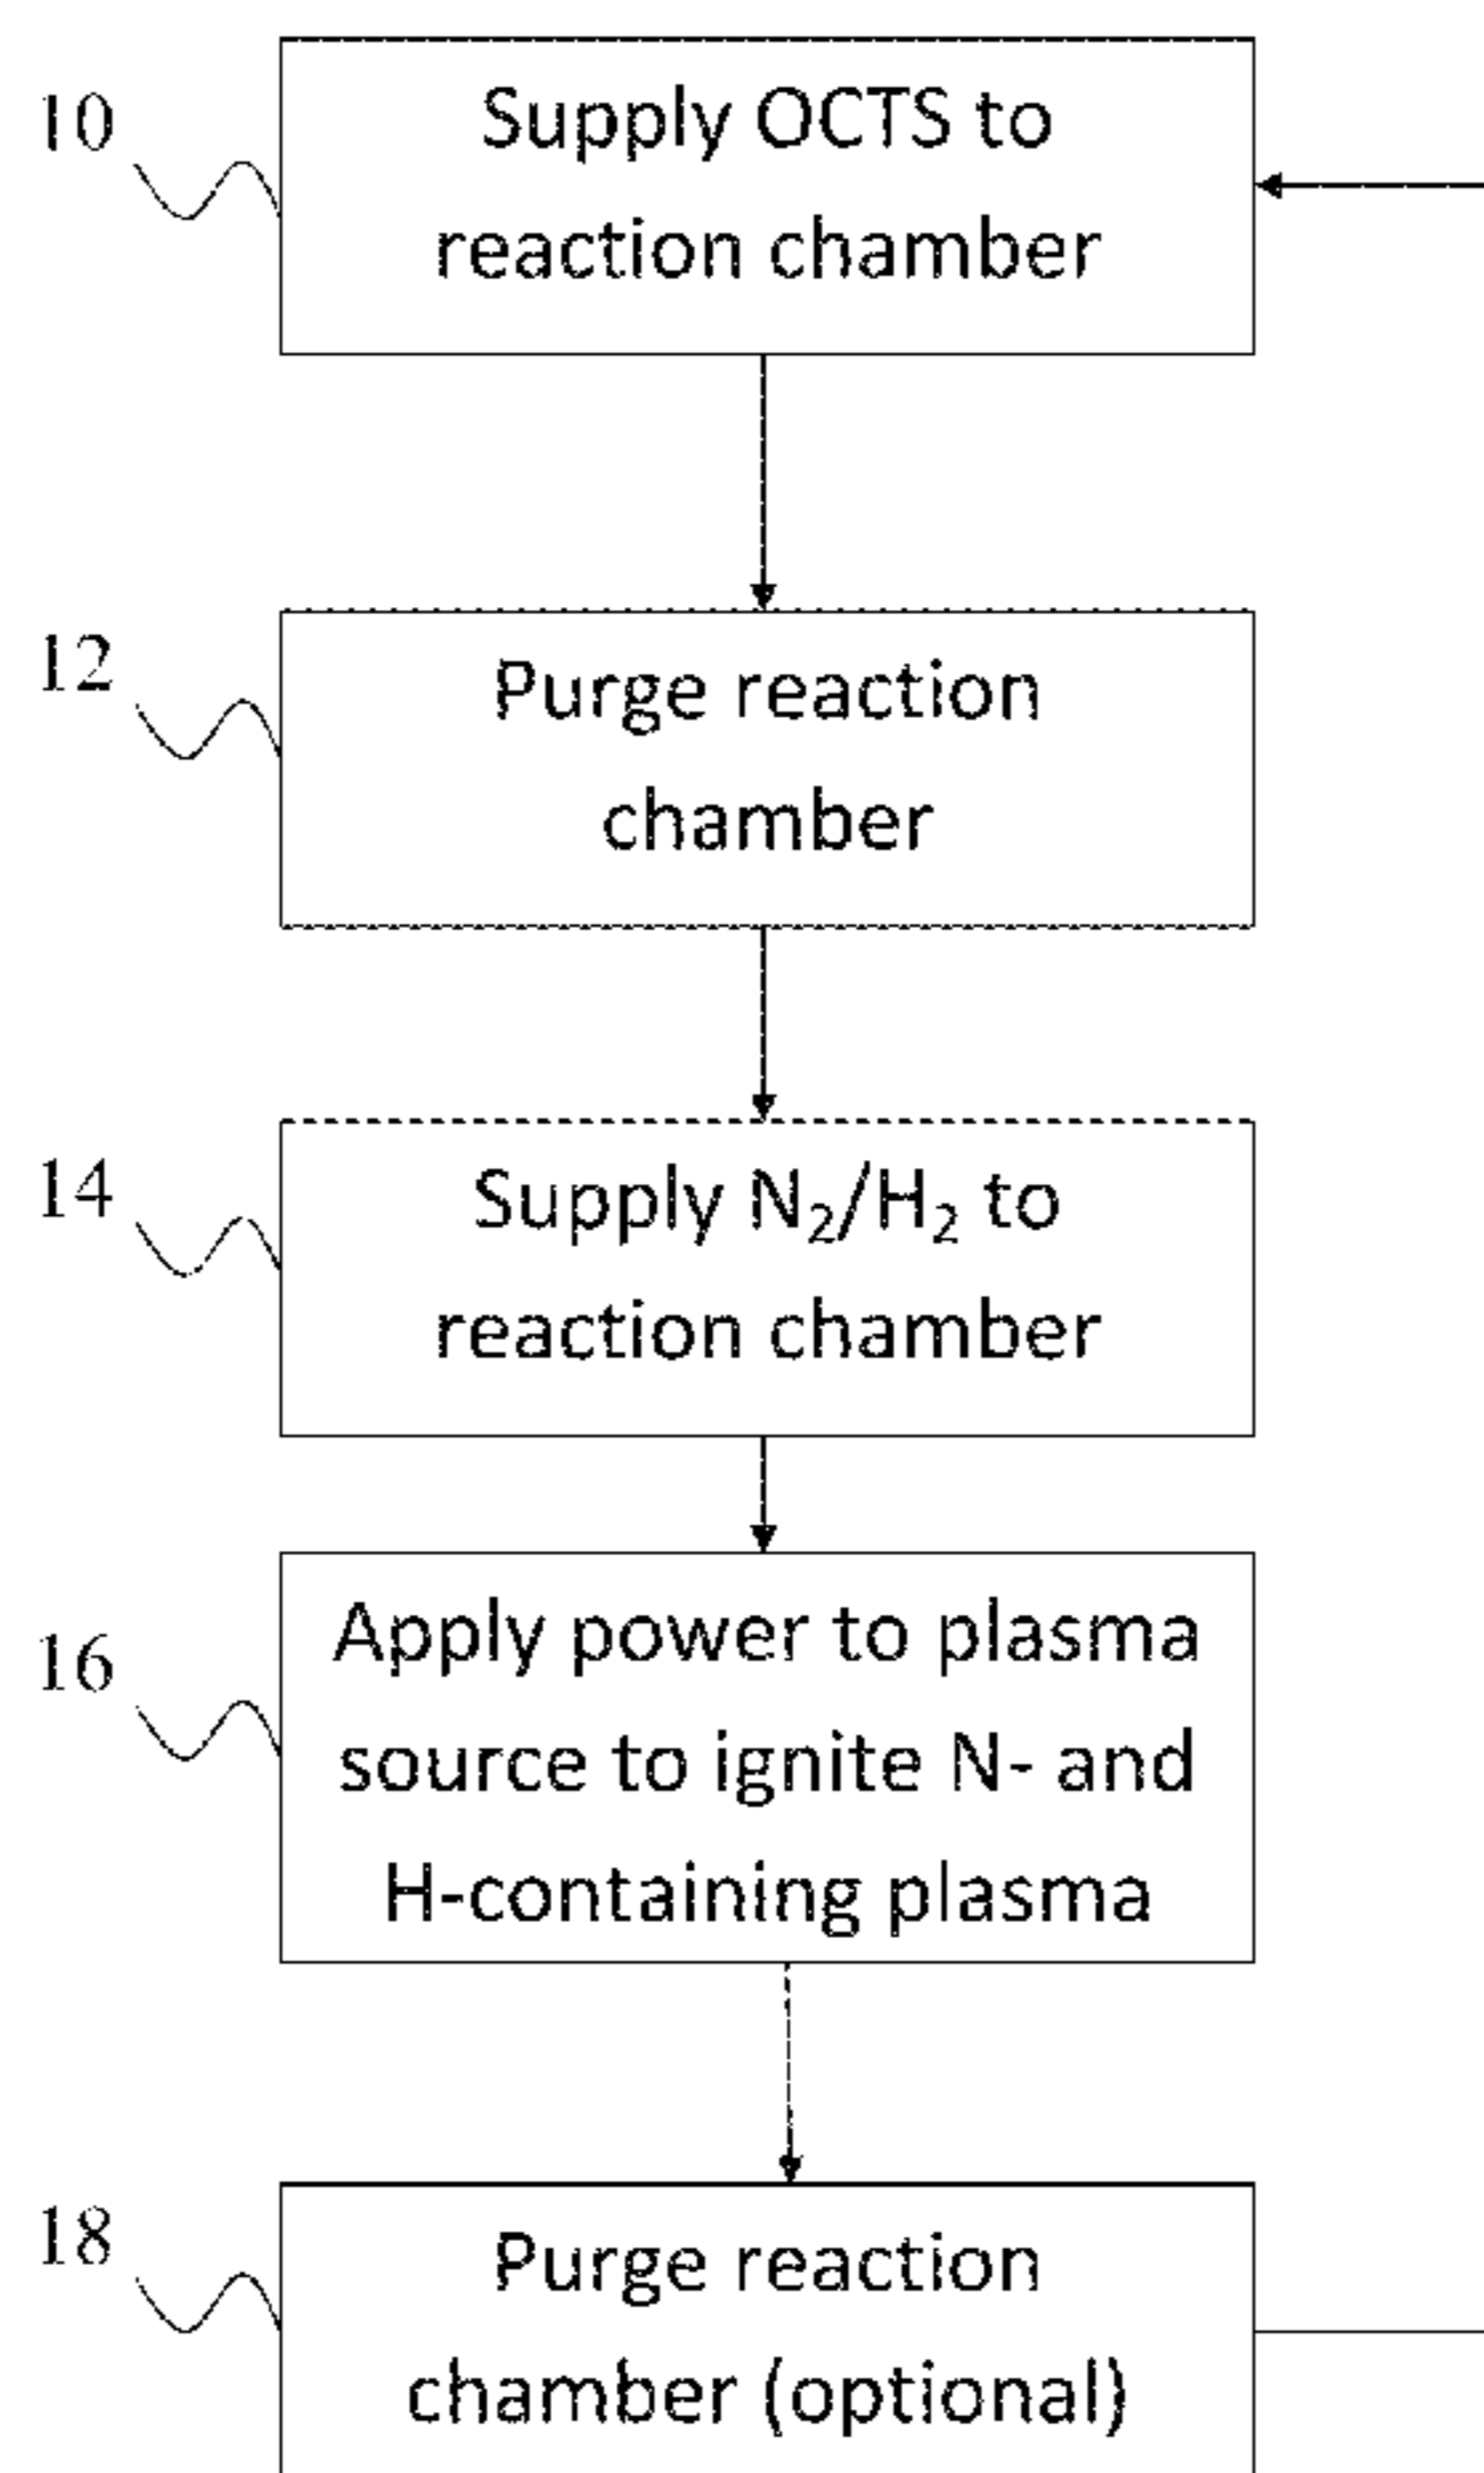 10
Supply OCTS to
reaction chamber
12
Purge reaction
chamber
14
Supply N₂/H₂ to
reaction chamber
16
Apply power to plasma
source to ignite N- and
H-containing plasma
18
Purge reaction
chamber (optional)